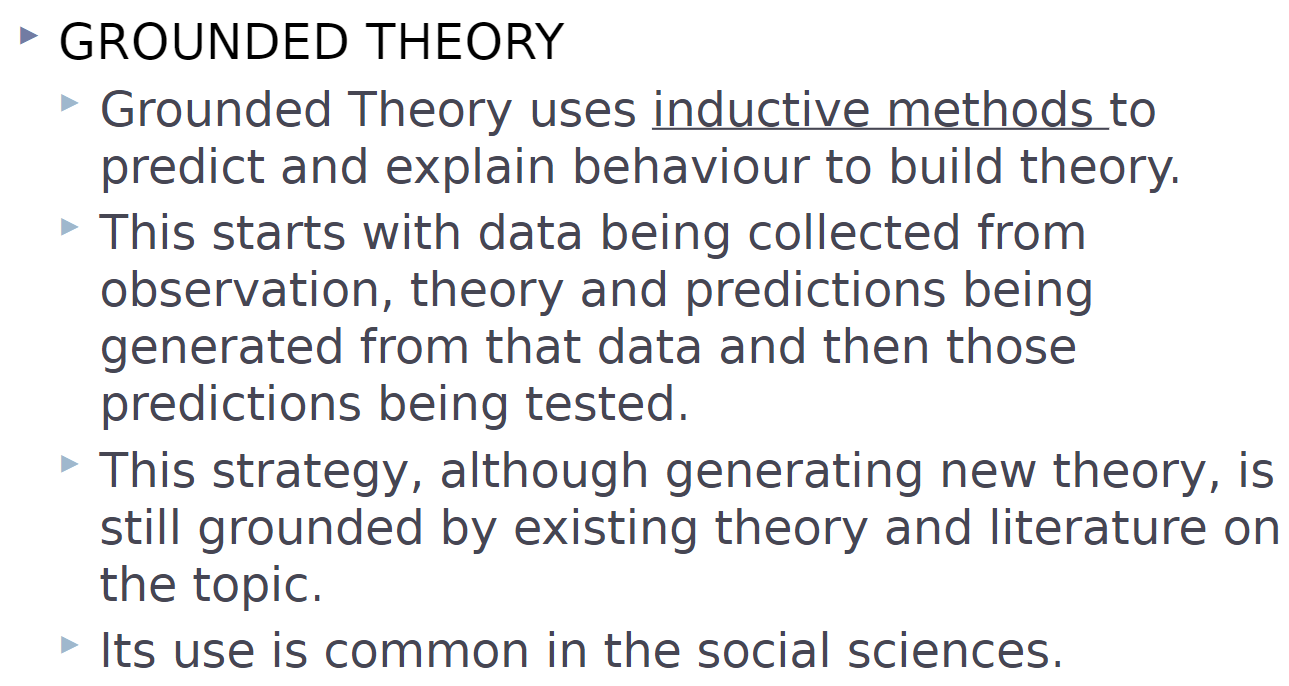 GROUNDED THEORY
Grounded Theory uses inductive methods to
predict and explain behaviour to build theory.
This starts with data being collected from
observation, theory and predictions being
generated from that data and then those
predictions being tested.
This strategy, although generating new theory, is
still grounded by existing theory and literature on
the topic.
Its use is common in the social sciences.